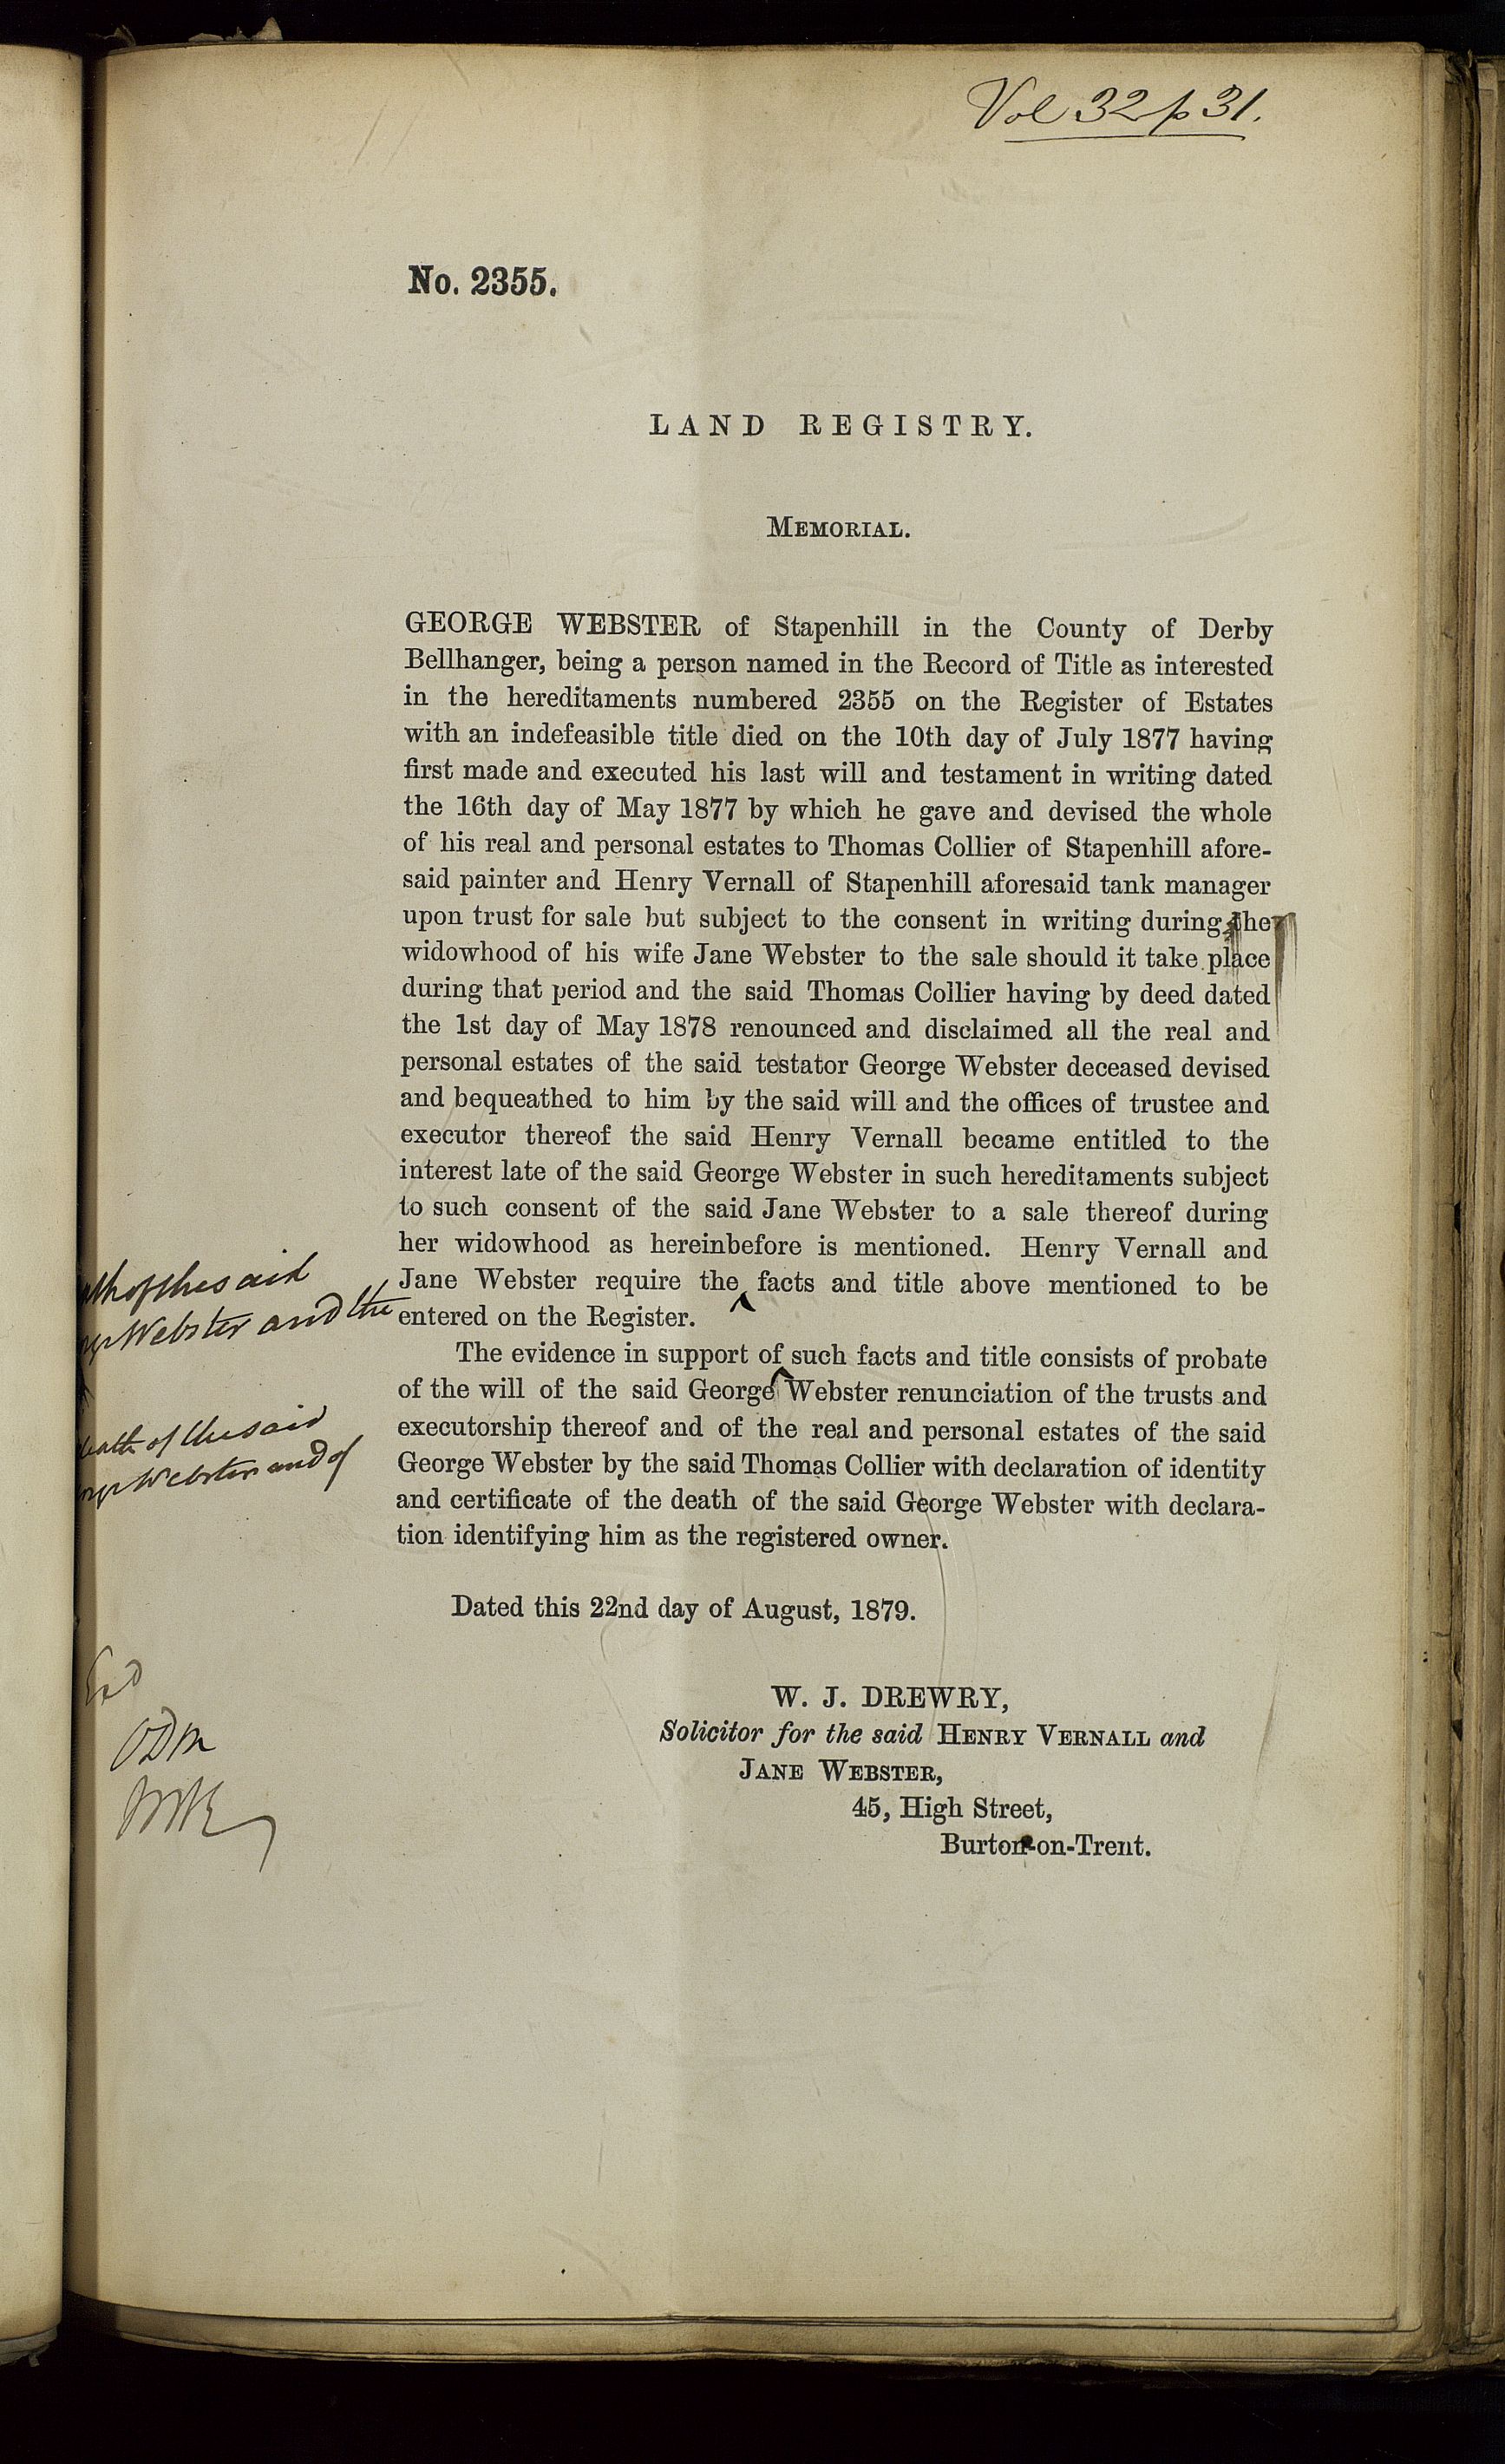 Vol 32 p 31.
No. 2355.
LAND REGISTRY.
MEMORIAL.
GEORGE WEBSTER of Stapenhill in the County of Derby
Bellhanger, being a person named in the Record of Title as interested
in the hereditaments numbered 2355 on the Register of Estates
with an indefeasible title died on the 10th day of July 1877 having
first made and executed his last will and testament in writing dated
the 16th day of May 1877 by which he gave and devised the whole
of his real and personal estates to Thomas Collier of Stapenhill afore-
said painter and Henry Vernall of Stapenhill aforesaid tank manager
upon trust for sale but subject to the consent in writing during the
widowhood of his wife Jane Webster to the sale should it take place
during that period and the said Thomas Collier having by deed dated
the 1st day of May 1878 renounced and disclaimed all the real and
personal estates of the said testator George Webster deceased devised
and bequeathed to him by the said will and the offices of trustee and
executor thereof the said Henry Vernall became entitled to the
interest late of the said George Webster in such hereditaments subject
to such consent of the said Jane Webster to a sale thereof during
her widowhood as hereinbefore is mentioned. Henry Vernall and
Jane Webster require the ‸ facts and title above mentioned to be
entered on the Register.
of the said
Webster and the
The evidence in support of such facts and title consists of probate
of the will of the said George ‸ Webster renunciation of the trusts and
executorship thereof and of the real and personal estates of the said
George Webster by the said Thomas Collier with declaration of identity
and certificate of the death of the said George Webster with declara-
tion identifying him as the registered owner.
eath of the said
Webster and of
Dated this 22nd day of August, 1879.
W. J. DREWRY,
Solicitor for the said HENRY VERNALL and
JANE WEBSTER,
45, High Street,
Burton-on-Trent.